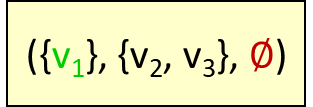 ({v₁}, {v₂, v₃}, Ø)